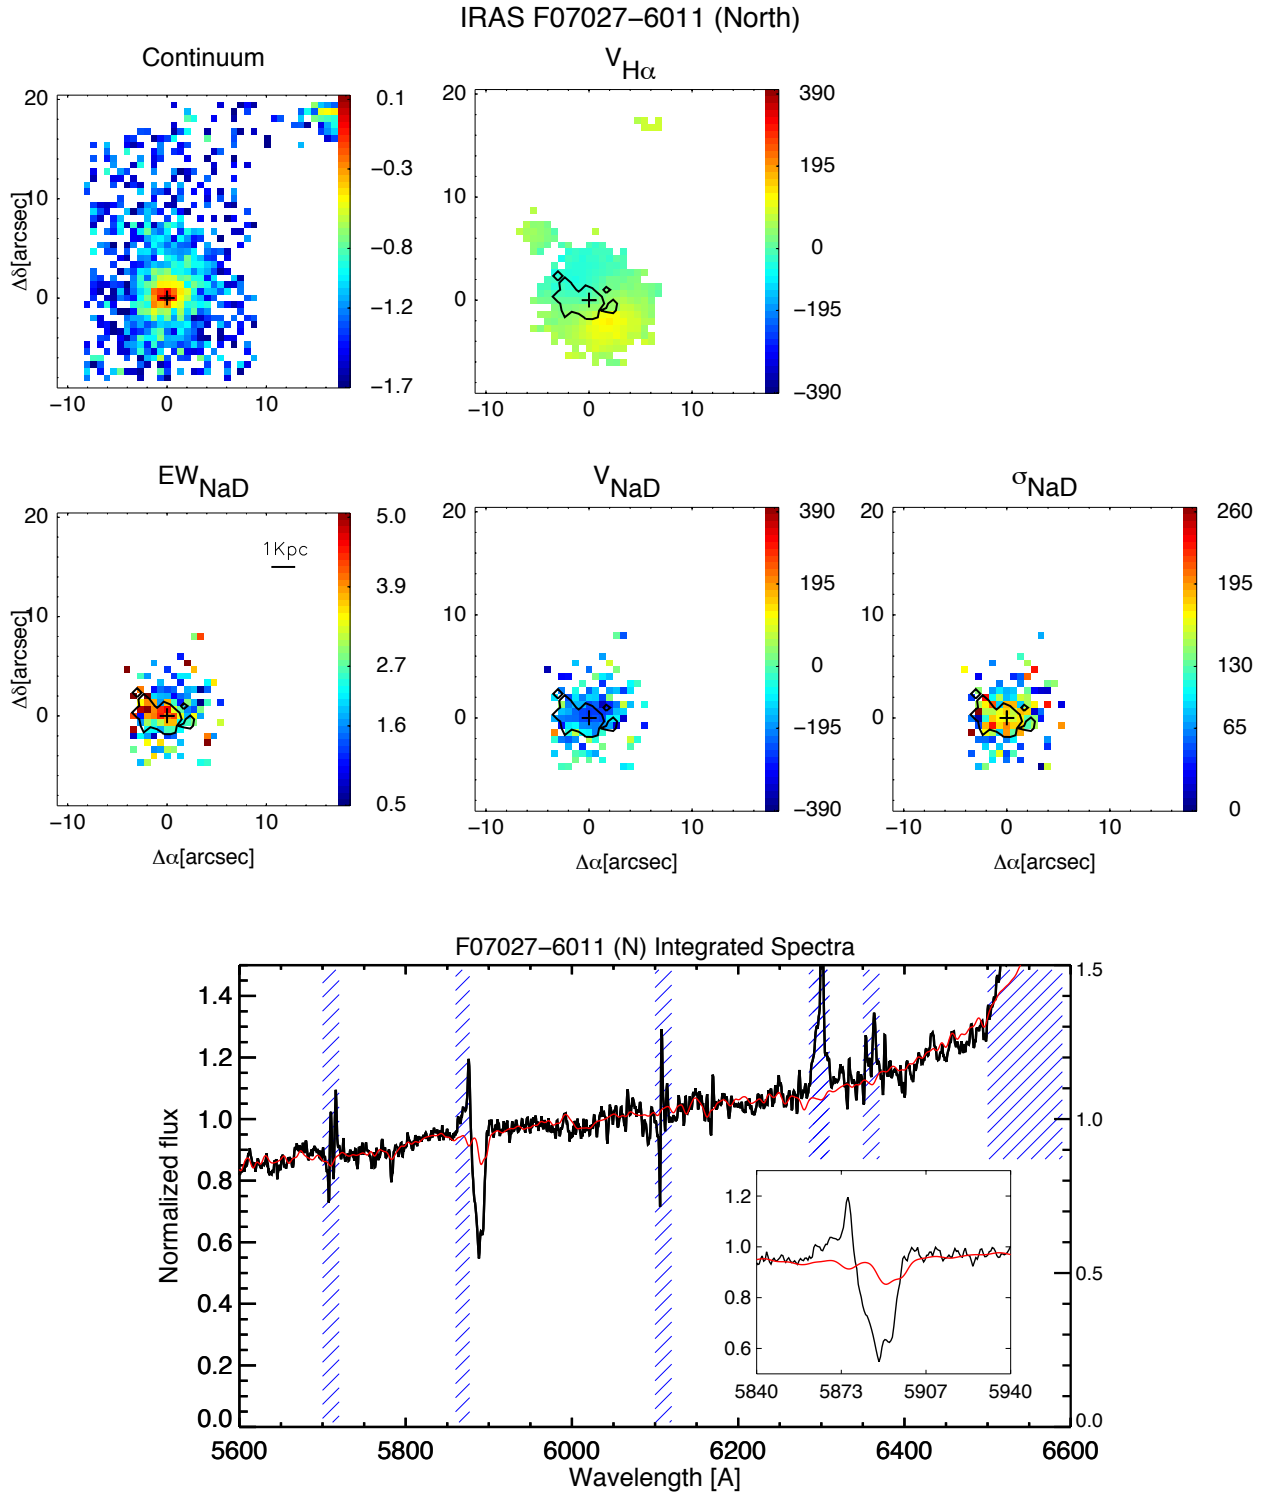 IRAS F07027−6011 (North)
Continuum
20
10
0
−10 0 10
Δδ[arcsec]
0.1
−0.3
−0.8
−1.2
−1.7
VHα
20
10
0
−10 0 10
390
195
0
−195
−390
EWNaD
1Kpc
20
10
0
−10 0 10
Δδ[arcsec]
Δα[arcsec]
5.0
3.9
2.7
1.6
0.5
VNaD
20
10
0
−10 0 10
Δα[arcsec]
390
195
0
−195
−390
σNaD
20
10
0
−10 0 10
Δα[arcsec]
260
195
130
65
0
F07027−6011 (N) Integrated Spectra
Normalized flux
1.4
1.2
1.0
0.8
0.6
0.4
0.2
0.0
1.5
1.0
0.5
0.0
1.2
1.0
0.8
0.6
5840 5873 5907 5940
5600 5800 6000 6200 6400 6600
Wavelength [A]